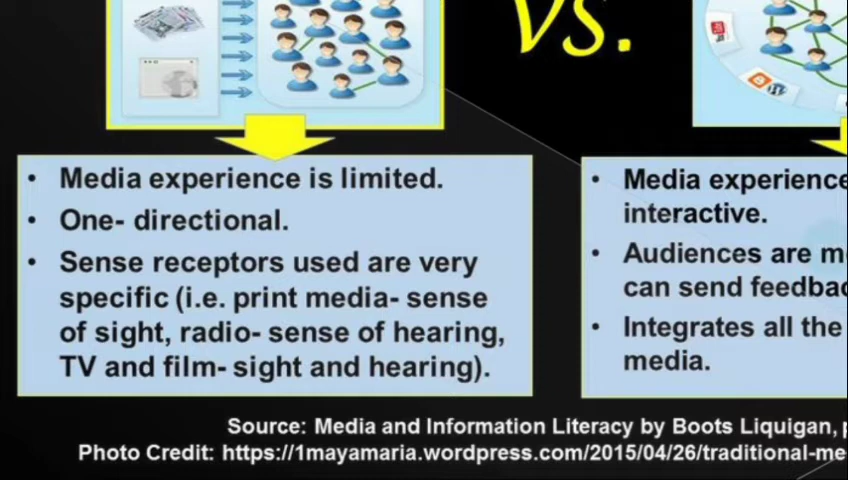 VS.
• Media experience is limited.
• One- directional.
• Sense receptors used are very
specific (i.e. print media- sense
of sight, radio- sense of hearing,
TV and film- sight and hearing).
• Media experience
interactive.
• Audiences are
can send
• Integrates all the
media.
Source: Media and Information Literacy by Boots Liquigan,
Photo Credit: https://1mayamaria.wordpress.com/2015/04/26/traditional-me